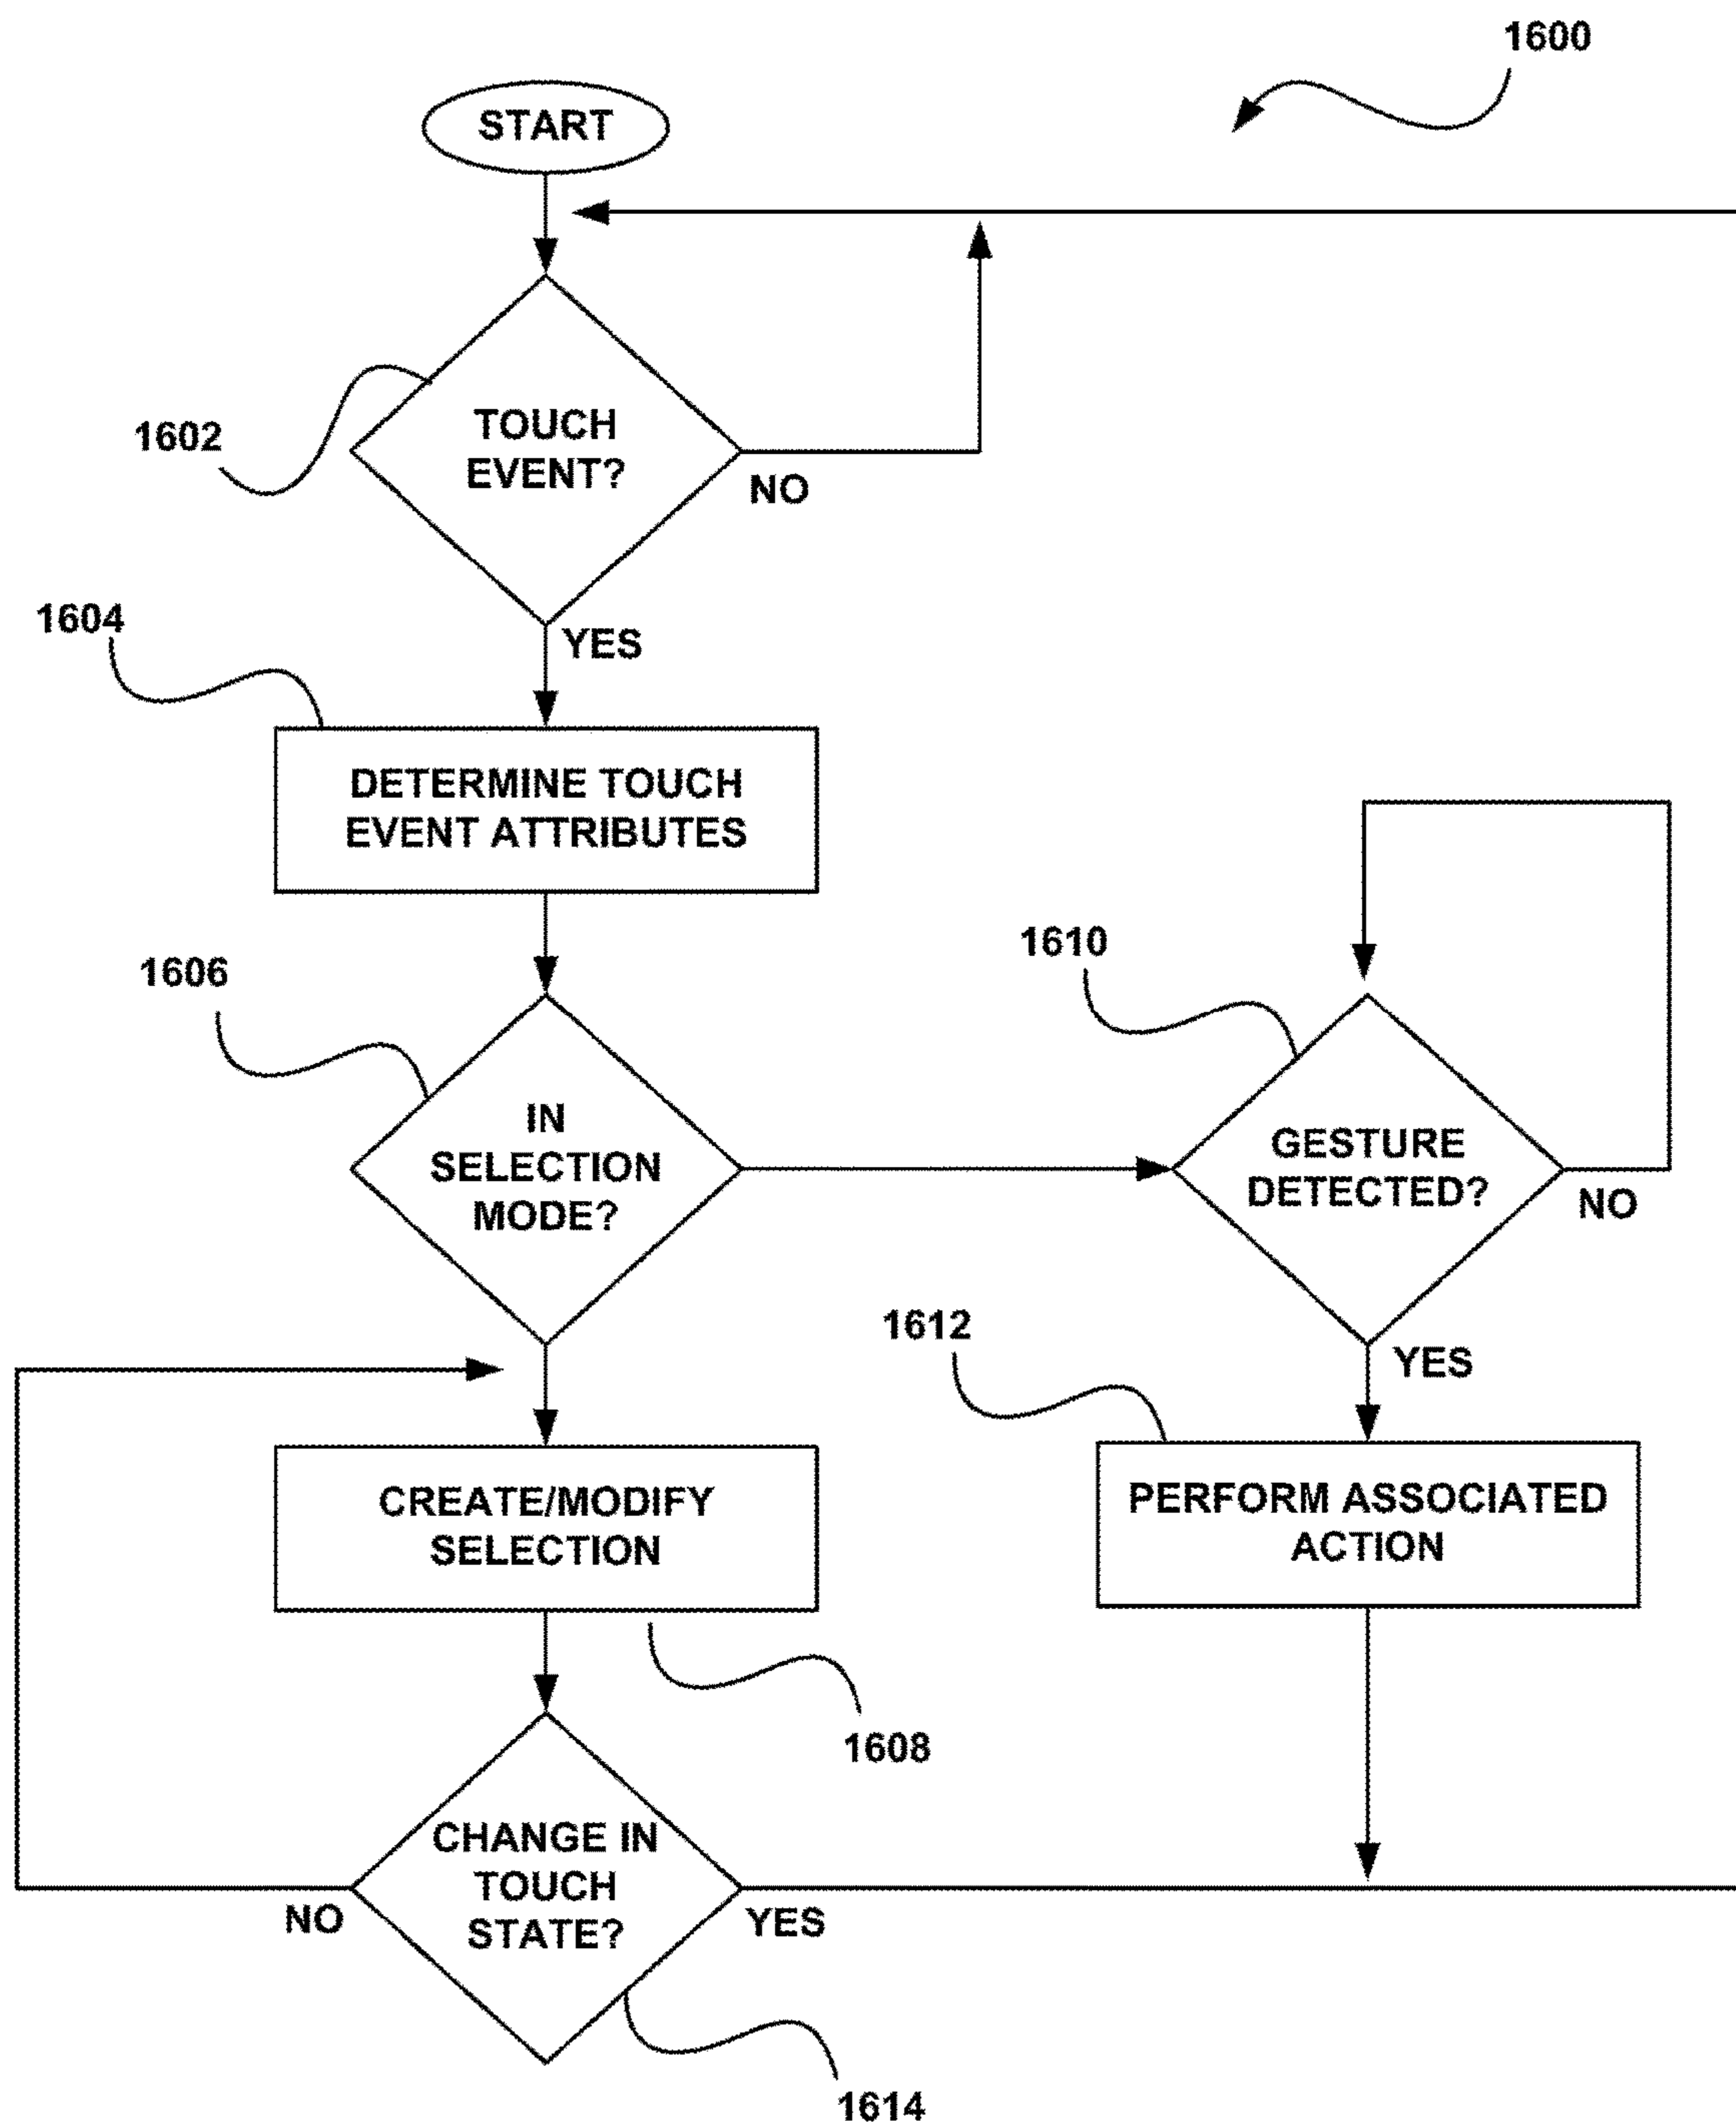 1600
START
1602
TOUCH
EVENT?
NO
YES
1604
DETERMINE TOUCH
EVENT ATTRIBUTES
1606
IN
SELECTION
MODE?
1610
GESTURE
DETECTED?
NO
YES
1612
CREATE/MODIFY
SELECTION
1608
PERFORM ASSOCIATED
ACTION
CHANGE IN
TOUCH
STATE?
NO
YES
1614